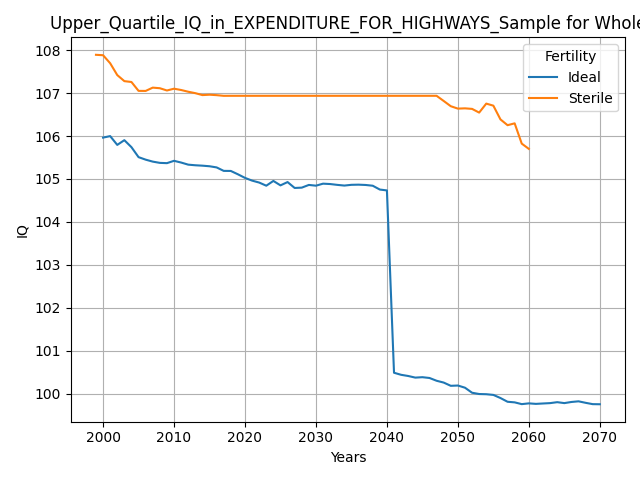 Upper_Quartile_IQ_in_EXPENDITURE_FOR_HIGHWAYS_Sample for Whole
Fertility
Ideal
Sterile
108
107
106
105
104
103
102
101
100
IQ
2000 2010 2020 2030 2040 2050 2060 2070
Years